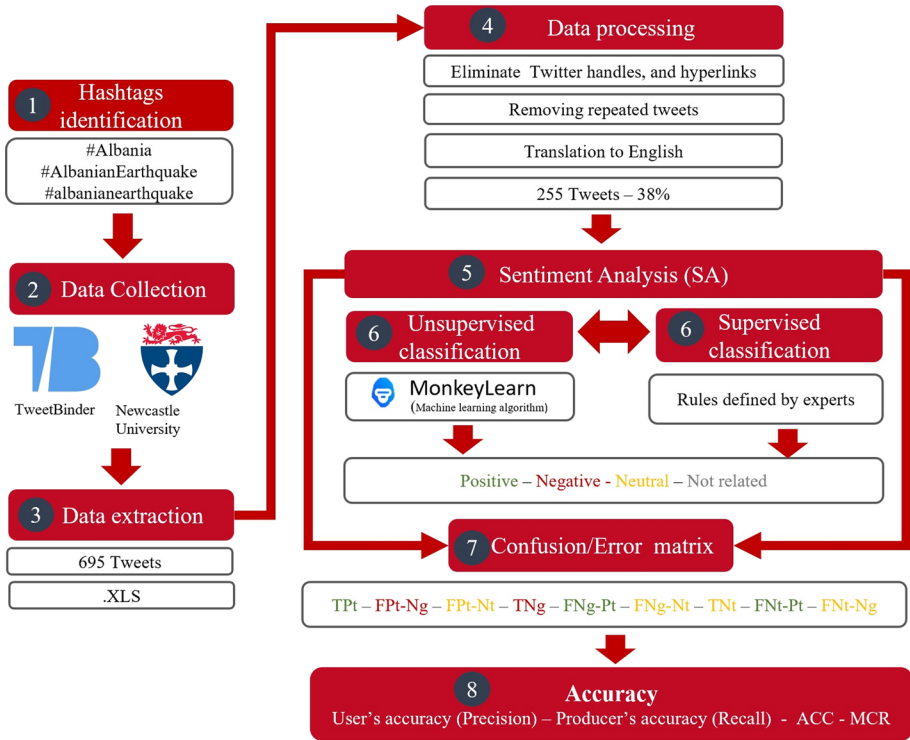 1
Hashtags
identification
#Albania
#AlbanianEarthquake
#albanianearthquake
2
Data Collection
TB
TweetBinder
Newcastle
University
3
Data extraction
695 Tweets
.XLS
4
Data processing
Eliminate Twitter handles, and hyperlinks
Removing repeated tweets
Translation to English
255 Tweets – 38%
5
Sentiment Analysis (SA)
6
Unsupervised
classification
MonkeyLearn
(Machine learning algorithm)
6
Supervised
classification
Rules defined by experts
Positive – Negative - Neutral – Not related
7
Confusion/Error matrix
TPt – FPt-Ng – FPt-Nt – TNg – FNg-Pt – FNg-Nt – TNt – FNt-Pt – FNt-Ng
8
Accuracy
User's accuracy (Precision) – Producer's accuracy (Recall) - ACC - MCR